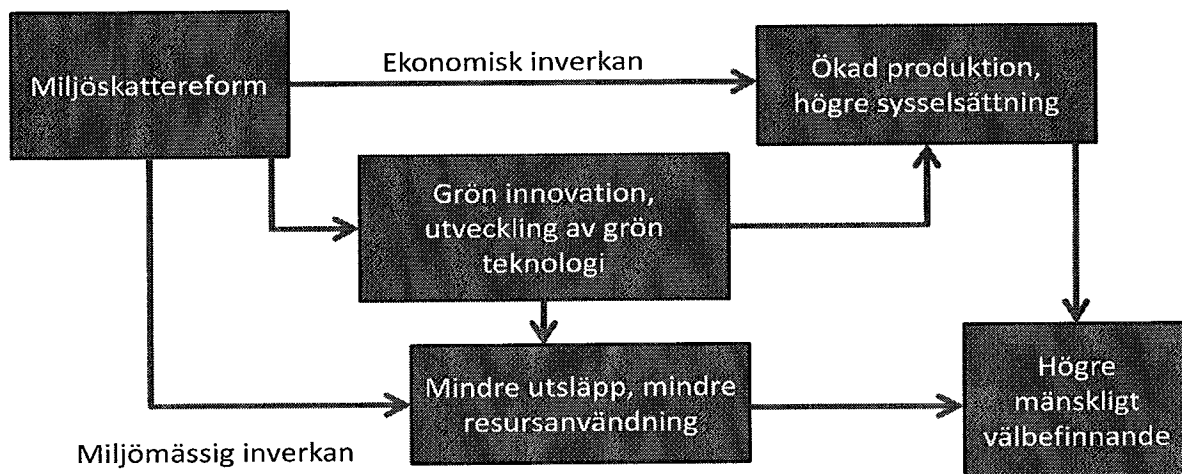 Miljöskattereform
Ekonomisk inverkan
Ökad produktion,
högre sysselsättning
Grön innovation,
utveckling av grön
teknologi
Mindre utsläpp, mindre
resursanvändning
Högre
mänskligt
välbefinnande
Miljömässig inverkan